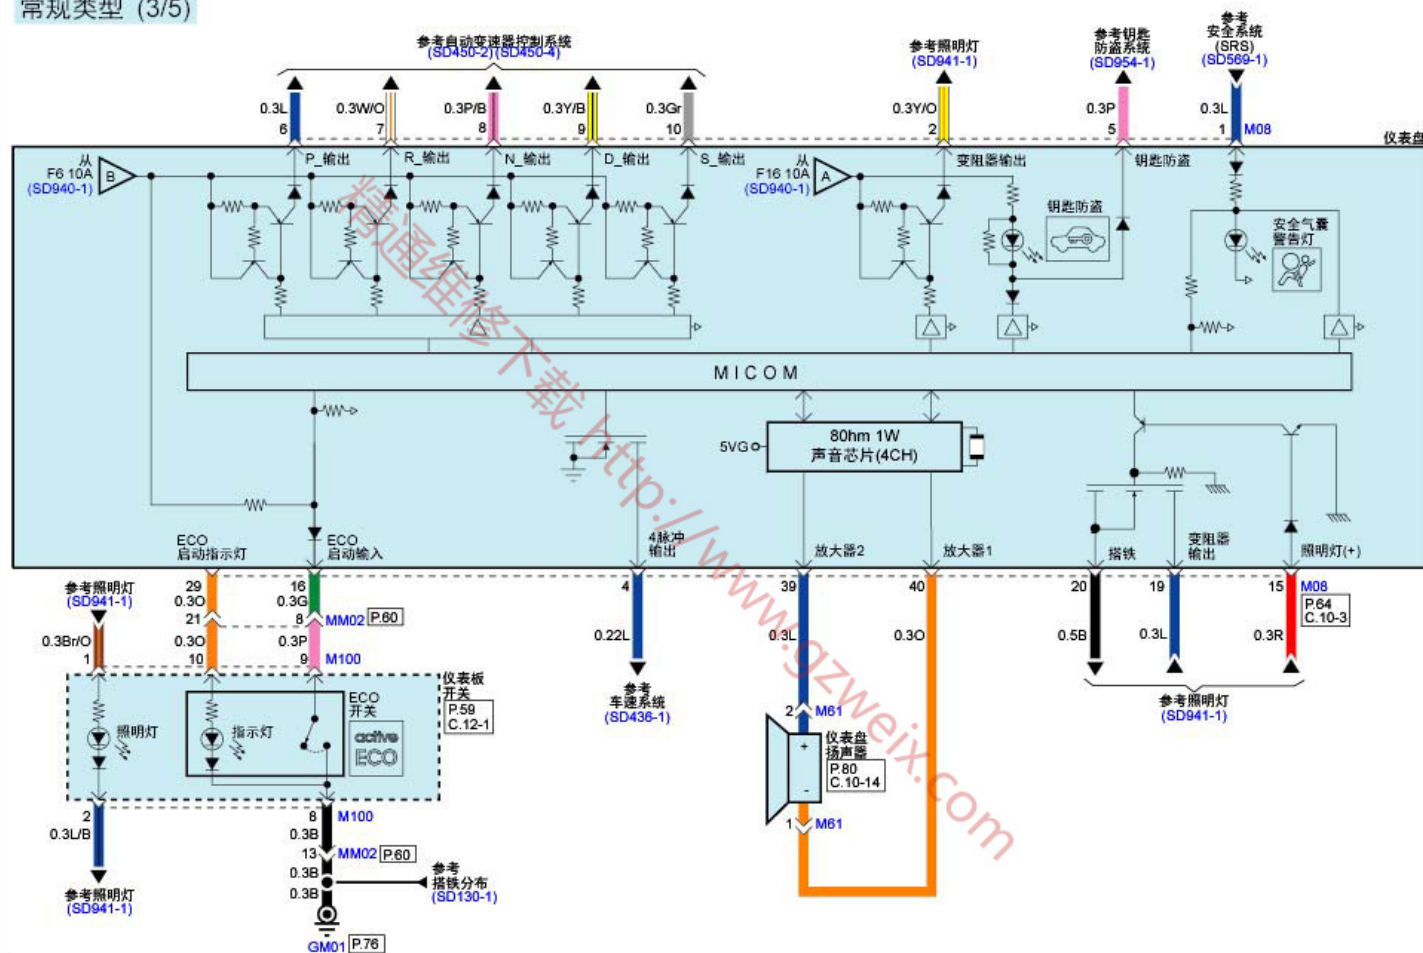 常规类型 (3/5)
参考自动变速器控制系统
(SD450-2)(SD450-4)
参考照明灯
(SD941-1)
参考钥匙
防盗系统
(SD954-1)
参考
安全系统
(SRS)
(SD569-1)
0.3L
0.3W/O
0.3P/B
0.3Y/B
0.3Gr
0.3Y/O
0.3P
0.3L
6
7
8
9
10
2
5
1
M08
仪表盘
从
F6 10A
(SD940-1)
B
P_输出
R_输出
N_输出
D_输出
S_输出
从
F16 10A
(SD940-1)
A
变阻器输出
钥匙防盗
钥匙防盗
安全气囊
警告灯
MICOM
5VG
80hm 1W
声音芯片(4CH)
ECO
启动指示灯
ECO
启动输入
4脉冲
输出
放大器2
放大器1
搭铁
变阻器
输出
照明灯(+)
参考照明灯
(SD941-1)
29
0.3O
21
0.3O
10
16
0.3G
8
MM02
P.60
0.3P
9
M100
0.3Br/O
1
4
0.22L
参考
车速系统
(SD436-1)
39
0.3L
40
0.3O
20
0.5B
19
0.3L
15
0.3R
M08
P.64
C.10-3
参考照明灯
(SD941-1)
仪表板
开关
P.59
C.12-1
照明灯
指示灯
ECO
开关
active
ECO
2
M61
仪表盘
扬声器
P.80
C.10-14
+
-
1
M61
2
0.3L/B
参考照明灯
(SD941-1)
8
M100
0.3B
13
MM02
P.60
0.3B
0.3B
参考
搭铁分布
(SD130-1)
GM01
P.76
精通维修下载 http://www.gzweix.com